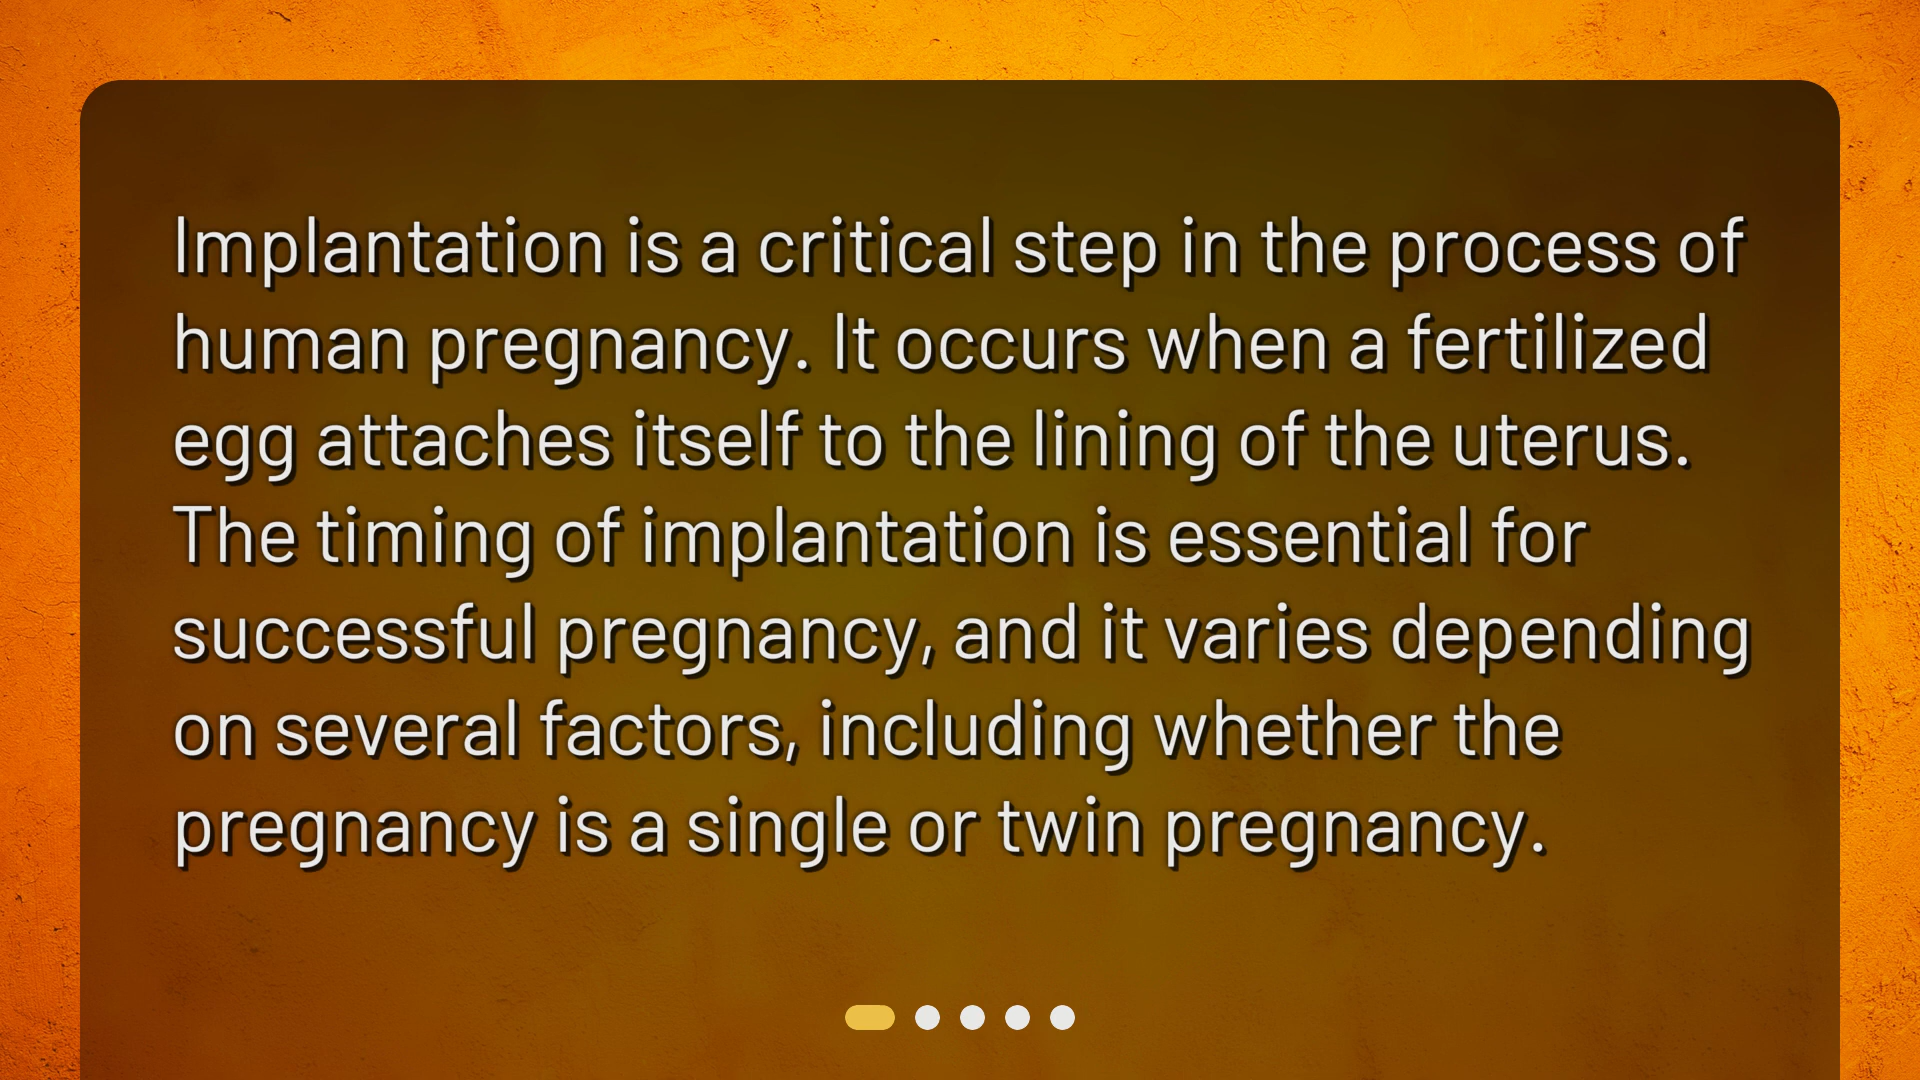 Implantation is a critical step in the process of
human pregnancy. It occurs when a fertilized
egg attaches itself to the lining of the uterus.
The timing of implantation is essential for
successful pregnancy, and it varies depending
on several factors, including whether the
pregnancy is a single or twin pregnancy.